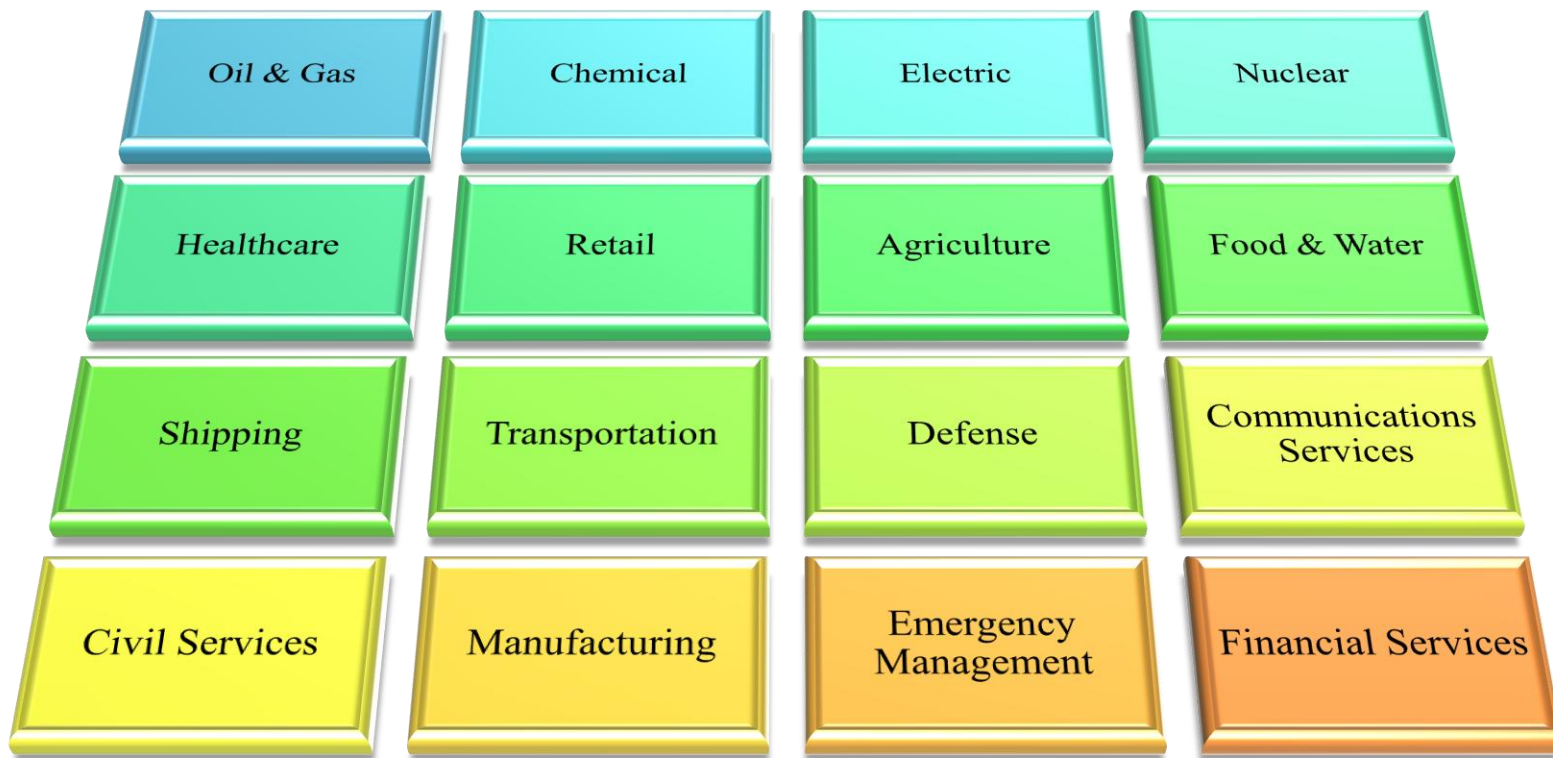 Oil & Gas
Chemical
Electric
Nuclear
Healthcare
Retail
Agriculture
Food & Water
Shipping
Transportation
Defense
Communications
Services
Civil Services
Manufacturing
Emergency
Management
Financial Services